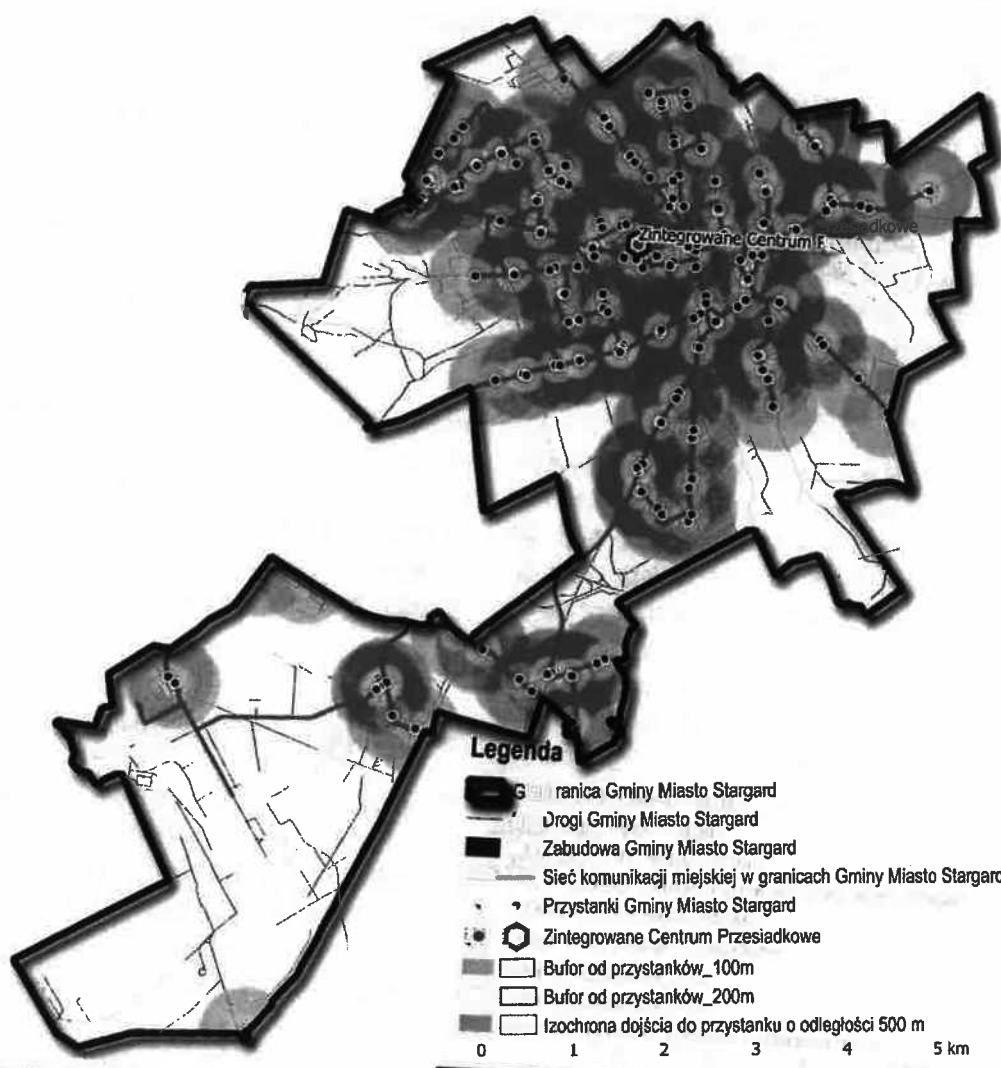 Zintegrowane Centrum P
siadkowe
Legenda
G ranica Gminy Miasto Stargard
Drogi Gminy Miasto Stargard
Zabudowa Gminy Miasto Stargard
Sieć komunikacji miejskiej w granicach Gminy Miasto Stargard
Przystanki Gminy Miasto Stargard
Zintegrowane Centrum Przesiadkowe
Bufor od przystanków_100m
Bufor od przystanków_200m
Izochrona dojścia do przystanku o odległości 500 m
0 1 2 3 4 5 km